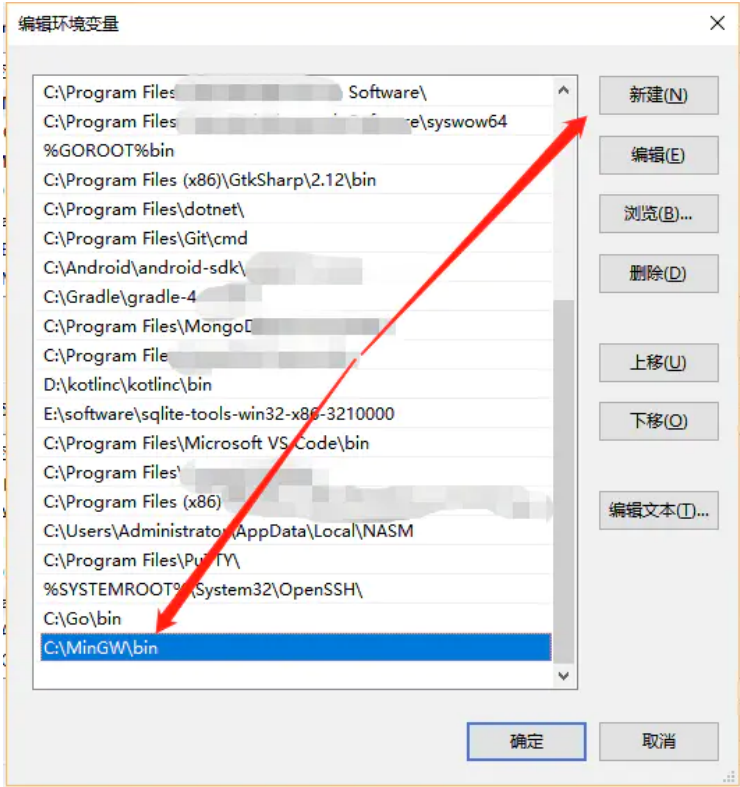 编辑环境变量
C:\Program Files Software\
新建(N)
C:\Program Files e\syswow64
%GOROOT%bin
编辑(E)
C:\Program Files (x86)\GtkSharp\2.12\bin
C:\Program Files\dotnet\
浏览(B)...
C:\Program Files\Git\cmd
C:\Android\android-sdk\
删除(D)
C:\Gradle\gradle-4
C:\Program Files\MongoD
C:\Program File
上移(U)
D:\kotlinc\kotlinc\bin
E:\software\sqlite-tools-win32-x86-3210000
下移(O)
C:\Program Files\Microsoft VS Code\bin
C:\Program Files\
C:\Program Files (x86)
编辑文本(T)...
C:\Users\Administrator\AppData\Local\NASM
C:\Program Files\PuTTY\
%SYSTEMROOT%\System32\OpenSSH\
C:\Go\bin
C:\MinGW\bin
确定
取消